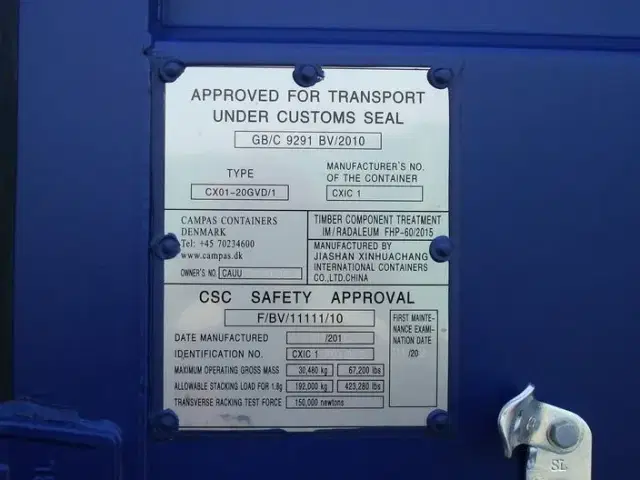 APPROVED FOR TRANSPORT
UNDER CUSTOMS SEAL
GB/C 9291 BV/2010
TYPE
CX01-20GVD/1
MANUFACTURER'S NO.
OF THE CONTAINER
CXIC 1
CAMPAS CONTAINERS
DENMARK
Tel: +45 70234600
www.campas.dk
OWNER'S NO. CAUU
TIMBER COMPONENT TREATMENT
IM/RADALEUM FHP-60/2015
MANUFACTURED BY
JIASHAN XINHUACHANG
INTERNATIONAL CONTAINERS
CO.,LTD.CHINA
CSC SAFETY APPROVAL
F/BV/11111/10
DATE MANUFACTURED /201
IDENTIFICATION NO. CXIC 1
MAXIMUM OPERATING GROSS MASS 30,480 kg 67,200 lbs
ALLOWABLE STACKING LOAD FOR 1.8g 192,000 kg 423,280 lbs
TRANSVERSE RACKING TEST FORCE 150,000 newtons
FIRST MAINTE-
NANCE EXAMI-
NATION DATE
/20
SL